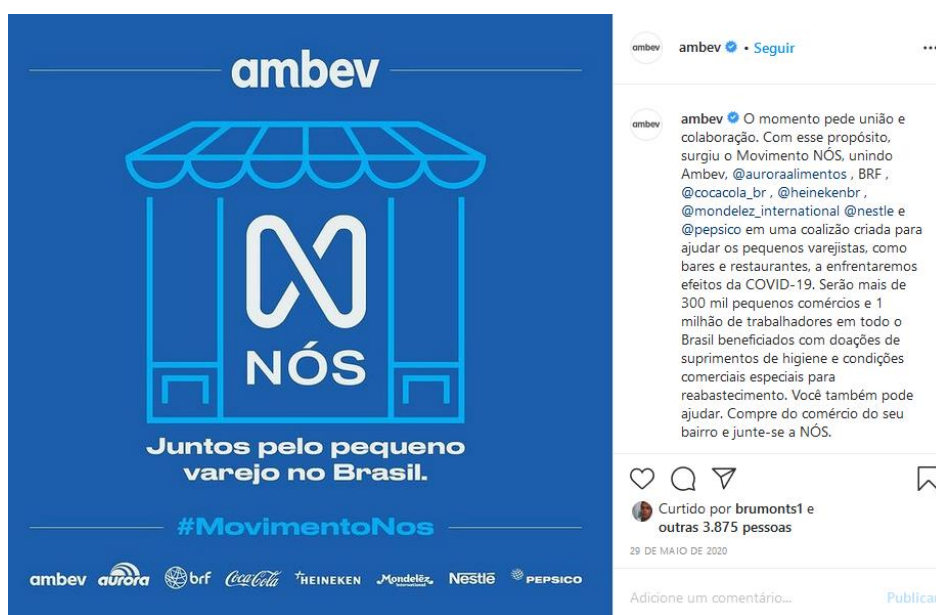 ambev
NÓS
Juntos pelo pequeno
varejo no Brasil.
#MovimentoNos
ambev aurora brf Coca-Cola HEINEKEN Mondelēz International Nestlé PEPSICO
ambev
ambev • Seguir
ambev
ambev O momento pede união e
colaboração. Com esse propósito,
surgiu o Movimento NÓS, unindo
Ambev, @auroraalimentos , BRF ,
@cocacola_br , @heinekenbr ,
@mondelez_international @nestle e
@pepsico em uma coalizão criada para
ajudar os pequenos varejistas, como
bares e restaurantes, a enfrentaremos
efeitos da COVID-19. Serão mais de
300 mil pequenos comércios e 1
milhão de trabalhadores em todo o
Brasil beneficiados com doações de
suprimentos de higiene e condições
comerciais especiais para
reabastecimento. Você também pode
ajudar. Compre do comércio do seu
bairro e junte-se a NÓS.
Curtido por brumonts1 e
outras 3.875 pessoas
29 DE MAIO DE 2020
Adicione um comentário... Publicar